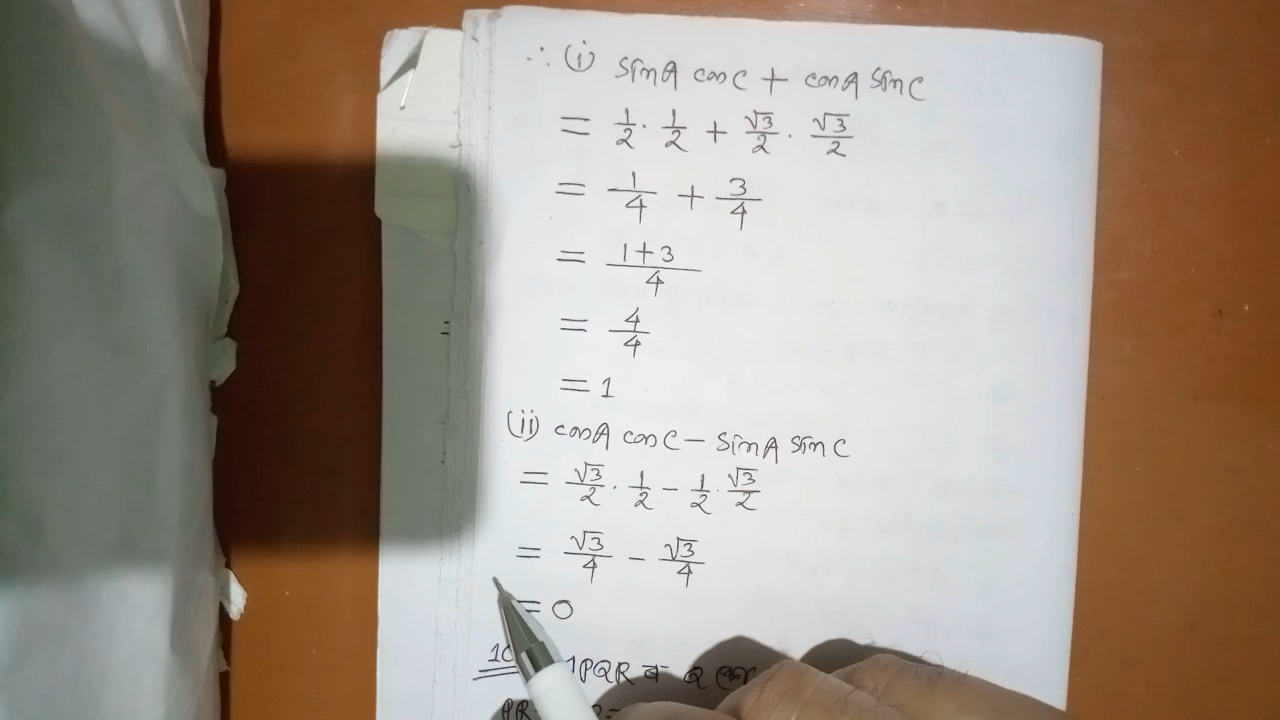 ∴ (i) sinA cosC + cosA sinC
= 1/2 · 1/2 + √3/2 · √3/2
= 1/4 + 3/4
= 1+3/4
= 4/4
= 1
(ii) cosA cosC − sinA sinC
= √3/2 · 1/2 − 1/2 · √3/2
= √3/4 − √3/4
= 0
PQR